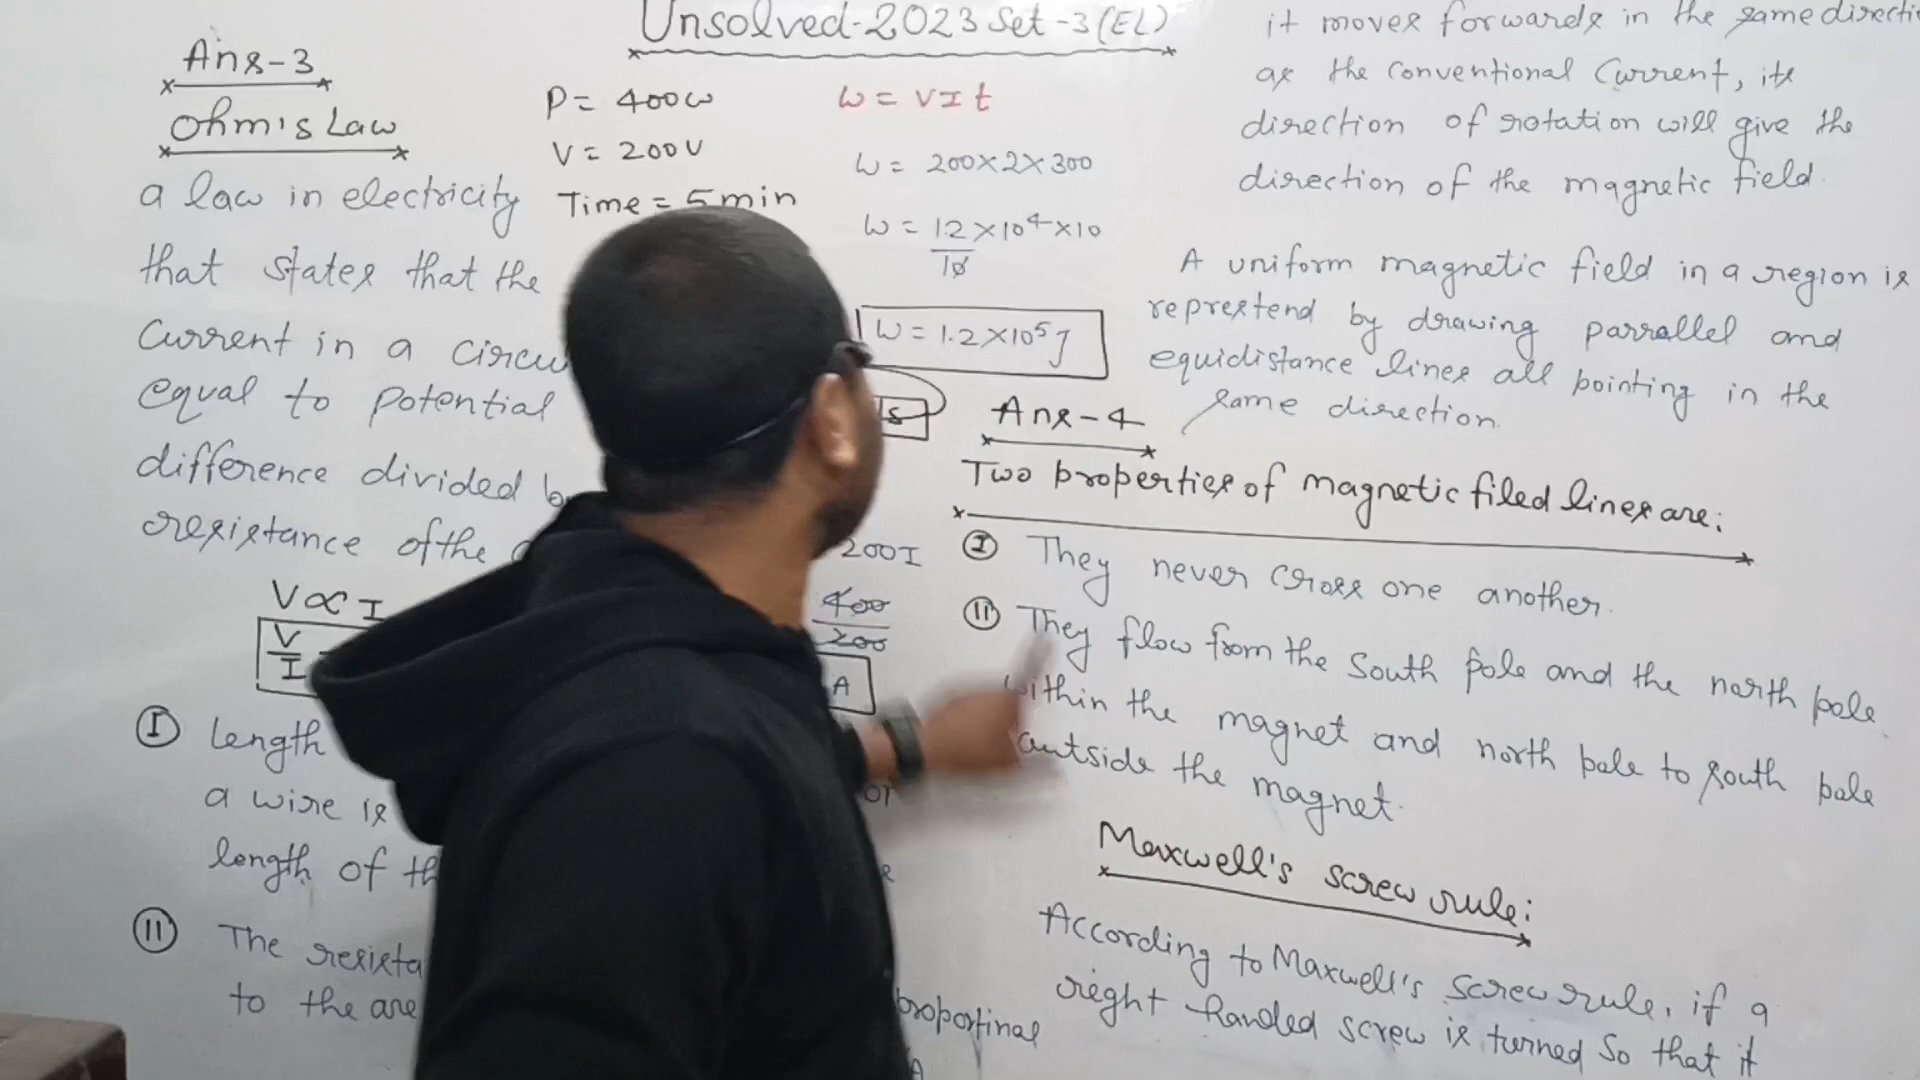 Unsolved-2023 Set-3(EL)
Ans-3
Ohm's Law
a law in electricity
that states that the
Current in a circu
equal to potential
difference divided b
resistance of the
V∝I
V/I
(I) Length
a wire is
length of th
(II) The resista
to the are
P = 400w
V = 200V
Time = 5 min
200I
400/200
A
or
proportinal
A
W = VIt
W = 200×2×300
W = 12×10⁴×10
10
W = 1.2×10⁵J
Ans-4
Two properties of magnetic filed lines are:
(I) They never cross one another.
(II) They flow from the south pole and the north pole
within the magnet and north pole to south pole
outside the magnet.
Maxwell's screw rule:
According to Maxwell's screw rule, if a
right handed screw is turned so that it
it moves forwards in the same directi
as the conventional current, its
direction of rotation will give the
direction of the magnetic field.
A uniform magnetic field in a region is
represtend by drawing parrallel and
equidistance lines all pointing in the
same direction.